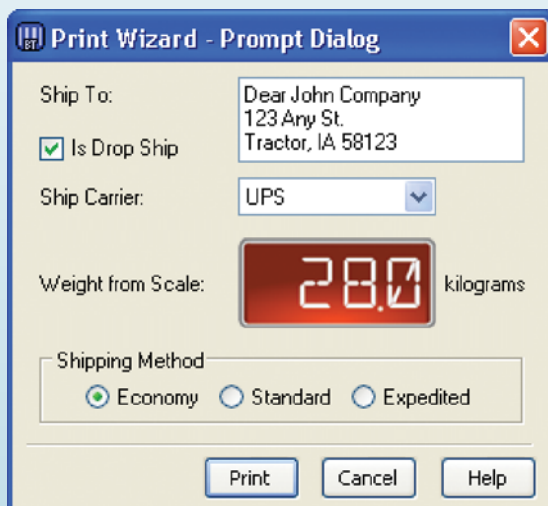 BT
Print Wizard - Prompt Dialog
Ship To:
Dear John Company
123 Any St.
Tractor, IA 58123
Is Drop Ship
Ship Carrier:
UPS
Weight from Scale:
28.0
kilograms
Shipping Method
Economy
Standard
Expedited
Print
Cancel
Help